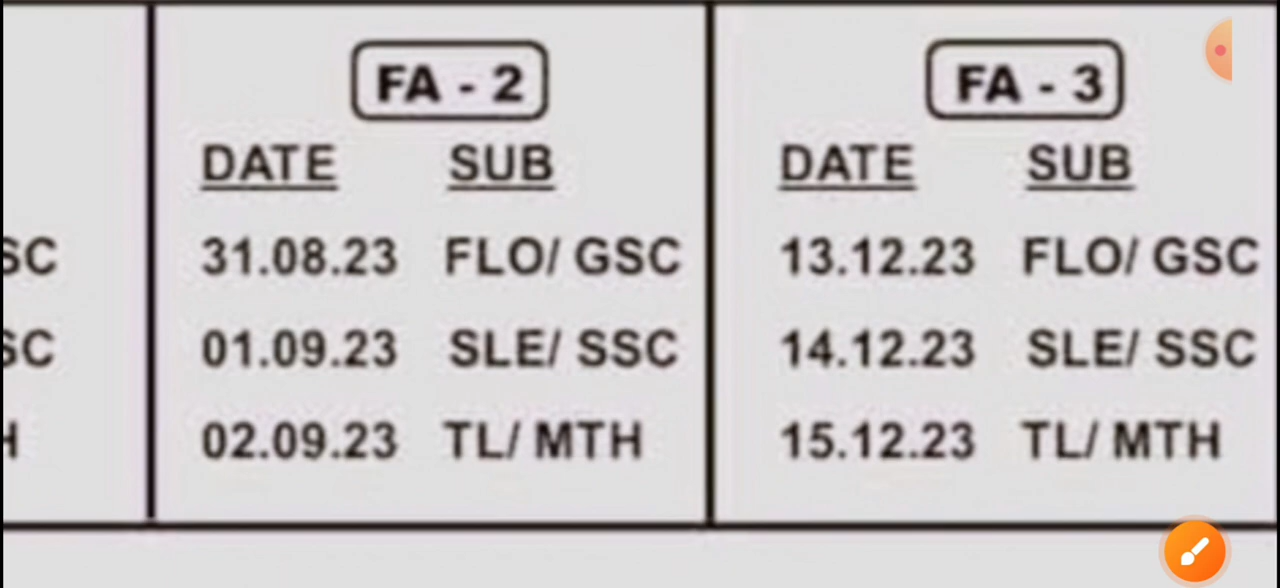 FA - 2
DATE SUB
31.08.23 FLO/ GSC
01.09.23 SLE/ SSC
02.09.23 TL/ MTH
FA - 3
DATE SUB
13.12.23 FLO/ GSC
14.12.23 SLE/ SSC
15.12.23 TL/ MTH